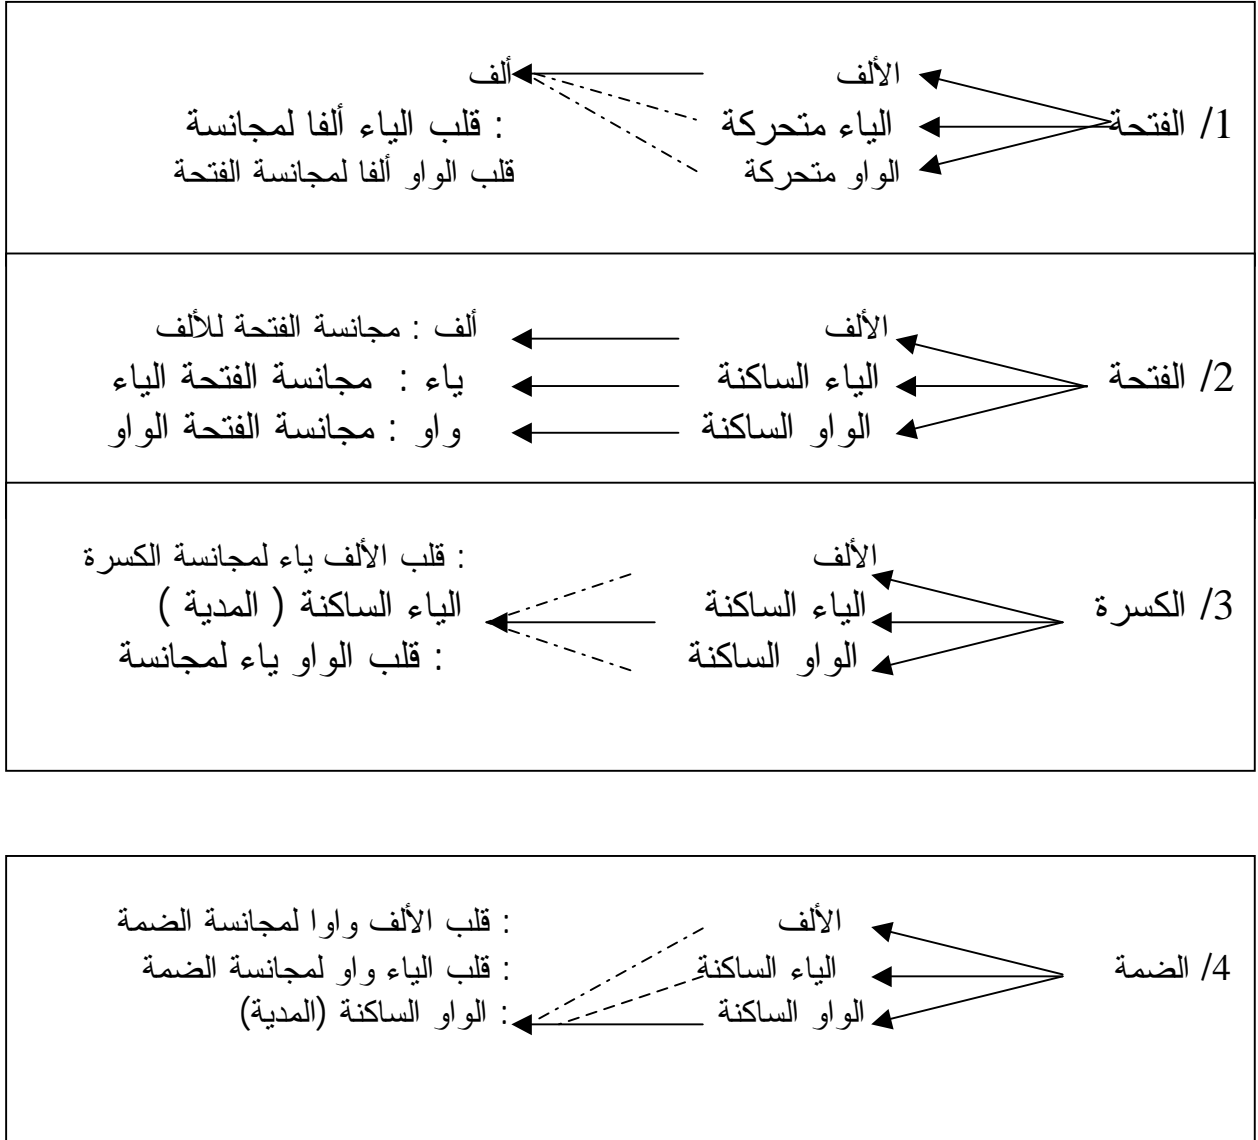 الألف ألف
1/ الفتحة الياء متحركة : قلب الياء ألفا لمجانسة
الواو متحركة قلب الواو ألفا لمجانسة الفتحة
الألف ألف : مجانسة الفتحة للألف
2/ الفتحة الياء الساكنة ياء : مجانسة الفتحة الياء
الواو الساكنة واو : مجانسة الفتحة الواو
الألف : قلب الألف ياء لمجانسة الكسرة
3/ الكسرة الياء الساكنة الياء الساكنة ( المدية )
الواو الساكنة : قلب الواو ياء لمجانسة
الألف : قلب الألف واوا لمجانسة الضمة
4/ الضمة الياء الساكنة : قلب الياء واو لمجانسة الضمة
الواو الساكنة : الواو الساكنة (المدية)